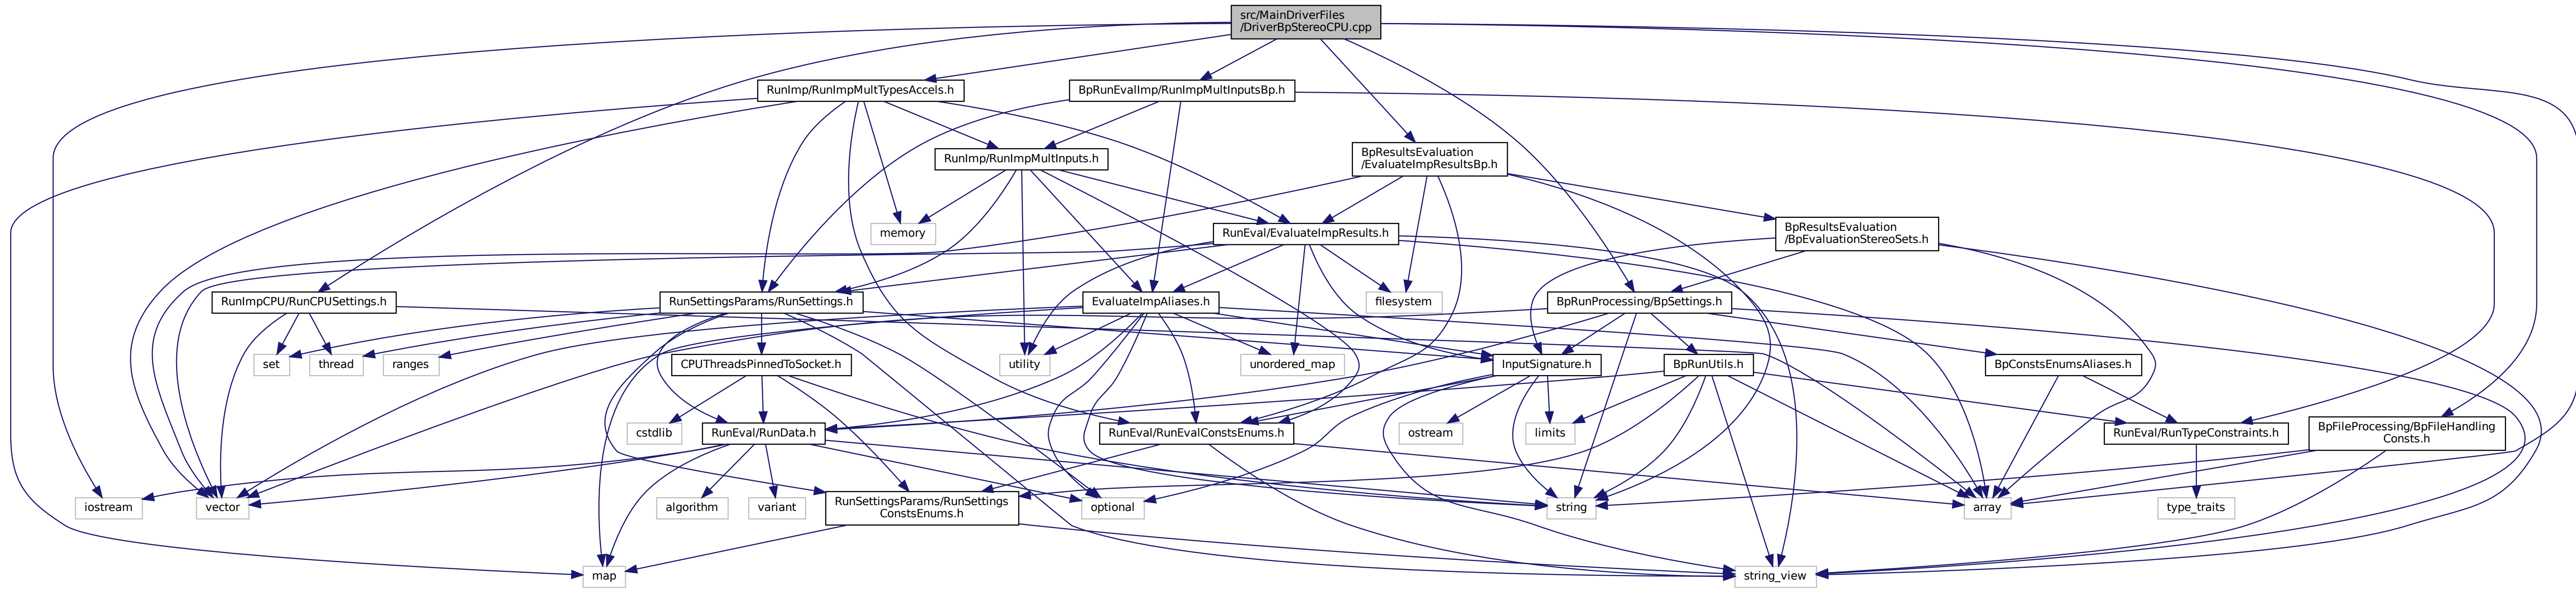 src/MainDriverFiles
/DriverBpStereoCPU.cpp
RunImp/RunImpMultTypesAccels.h
BpRunEvalImp/RunImpMultInputsBp.h
RunImp/RunImpMultInputs.h
BpResultsEvaluation
/EvaluateImpResultsBp.h
memory
RunEval/EvaluateImpResults.h
BpResultsEvaluation
/BpEvaluationStereoSets.h
RunImpCPU/RunCPUSettings.h
RunSettingsParams/RunSettings.h
EvaluateImpAliases.h
filesystem
BpRunProcessing/BpSettings.h
set
thread
ranges
CPUThreadsPinnedToSocket.h
utility
unordered_map
InputSignature.h
BpRunUtils.h
BpConstsEnumsAliases.h
cstdlib
RunEval/RunData.h
RunEval/RunEvalConstsEnums.h
ostream
limits
RunEval/RunTypeConstraints.h
BpFileProcessing/BpFileHandling
Consts.h
iostream
vector
algorithm
variant
RunSettingsParams/RunSettings
ConstsEnums.h
optional
string
array
type_traits
map
string_view